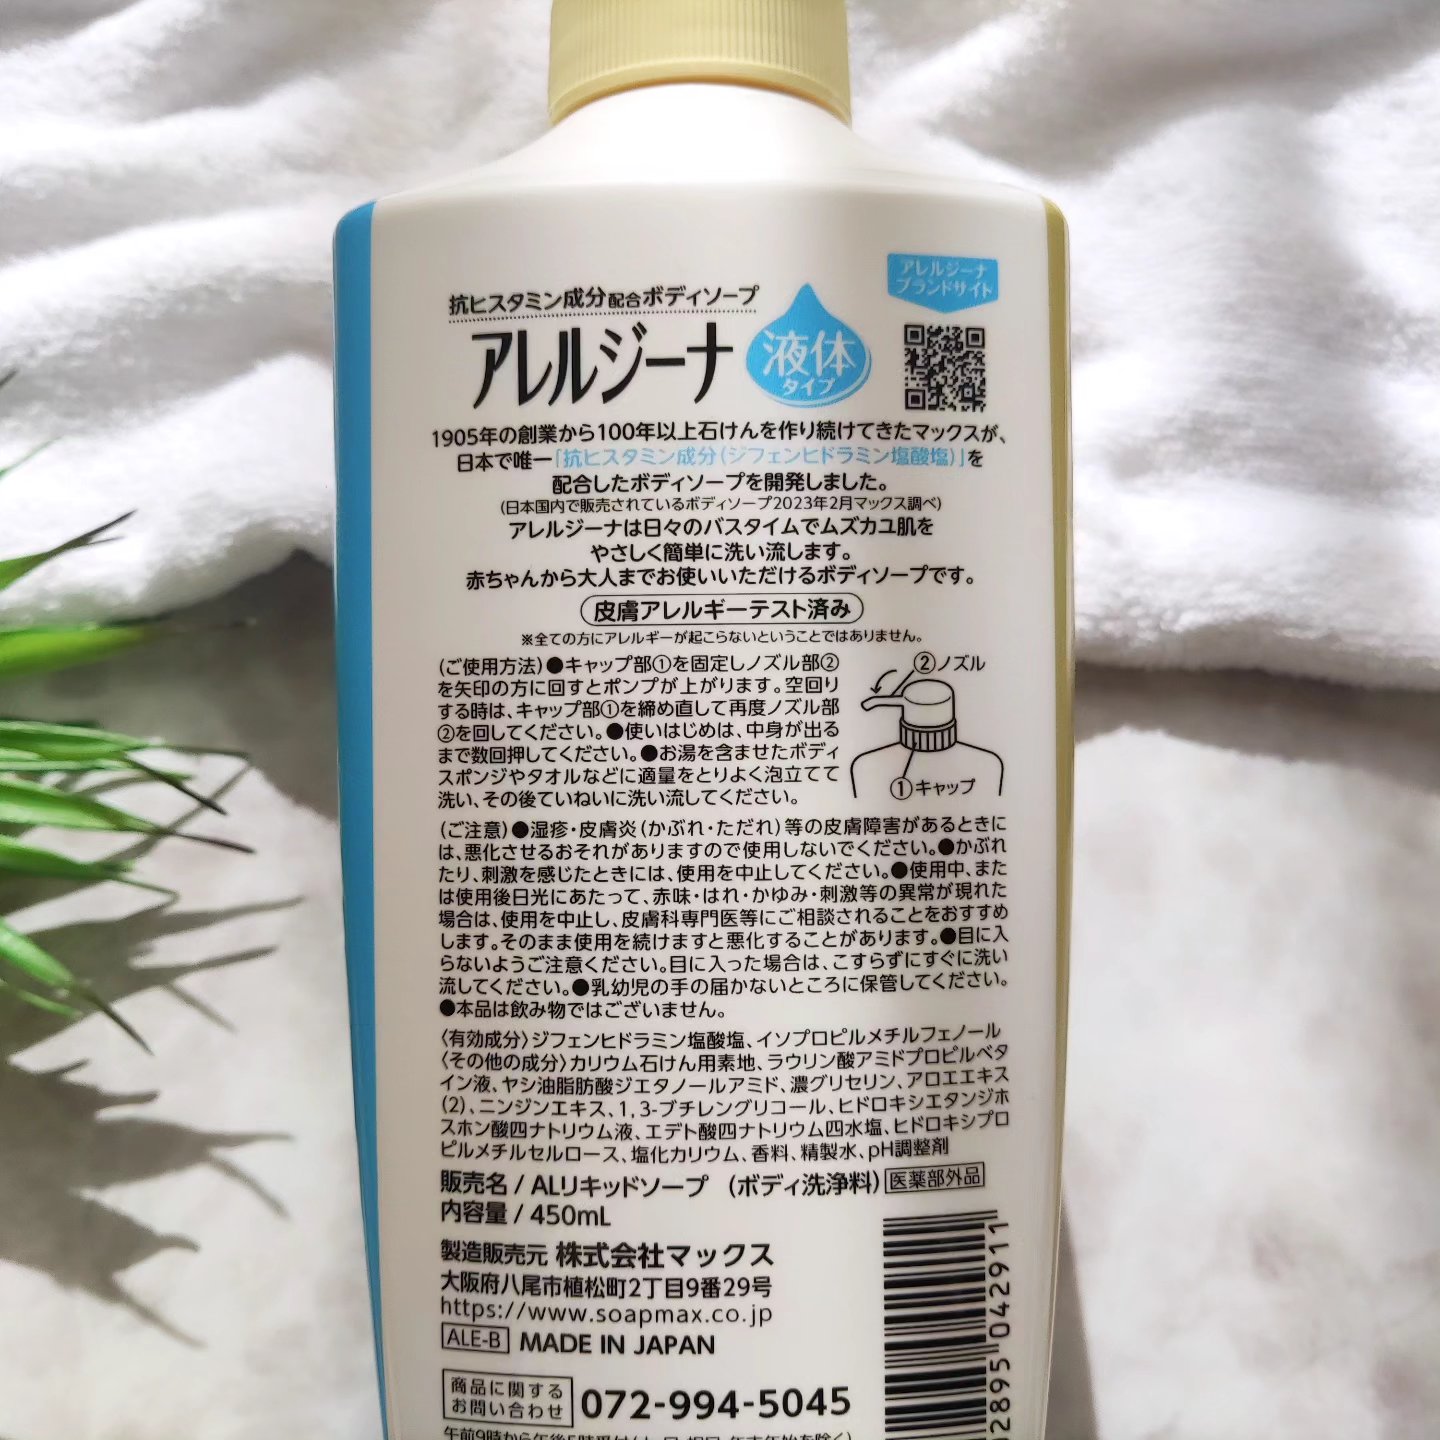 抗ヒスタミン成分配合ボディソープ
アレルジーナ
液体
タイプ
アレルジーナ
ブランドサイト
1905年の創業から100年以上石けんを作り続けてきたマックスが、
日本で唯一「抗ヒスタミン成分(ジフェンヒドラミン塩酸塩)」を
配合したボディソープを開発しました。
(日本国内で販売されているボディソープ2023年2月マックス調べ)
アレルジーナは日々のバスタイムでムズカユ肌を
やさしく簡単に洗い流します。
赤ちゃんから大人までお使いいただけるボディソープです。
皮膚アレルギーテスト済み
※全ての方にアレルギーが起こらないということではありません。
(ご使用方法)●キャップ部①を固定しノズル部②
を矢印の方に回すとポンプが上がります。空回り
する時は、キャップ部①を締め直して再度ノズル部
②を回してください。●使いはじめは、中身が出る
まで数回押してください。●お湯を含ませたボディ
スポンジやタオルなどに適量をとりよく泡立てて
洗い、その後ていねいに洗い流してください。
②ノズル
①キャップ
(ご注意)●湿疹・皮膚炎(かぶれ・ただれ)等の皮膚障害があるときに
は、悪化させるおそれがありますので使用しないでください。●かぶれ
たり、刺激を感じたときには、使用を中止してください。●使用中、また
は使用後日光にあたって、赤味・はれ・かゆみ・刺激等の異常が現れた
場合は、使用を中止し、皮膚科専門医等にご相談されることをおすすめ
します。そのまま使用を続けますと悪化することがあります。●目に入
らないようご注意ください。目に入った場合は、こすらずにすぐに洗い
流してください。●乳幼児の手の届かないところに保管してください。
●本品は飲み物ではございません。
〈有効成分〉ジフェンヒドラミン塩酸塩、イソプロピルメチルフェノール
〈その他の成分〉カリウム石けん用素地、ラウリン酸アミドプロピルベタ
イン液、ヤシ油脂肪酸ジエタノールアミド、濃グリセリン、アロエエキス
(2)、ニンジンエキス、1,3-ブチレングリコール、ヒドロキシエタンジホ
スホン酸四ナトリウム液、エデト酸四ナトリウム四水塩、ヒドロキシプロ
ピルメチルセルロース、塩化カリウム、香料、精製水、pH調整剤
販売名 / ALリキッドソープ (ボディ洗浄料) 医薬部外品
内容量 / 450mL
製造販売元 株式会社マックス
大阪府八尾市植松町2丁目9番29号
https://www.soapmax.co.jp
ALE-B MADE IN JAPAN
商品に関する
お問い合わせ
072-994-5045
2895 042911